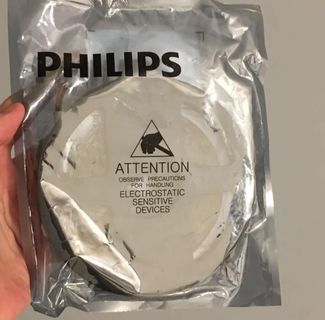 PHILIPS
ATTENTION
OBSERVE PRECAUTIONS
FOR HANDLING
ELECTROSTATIC
SENSITIVE
DEVICES